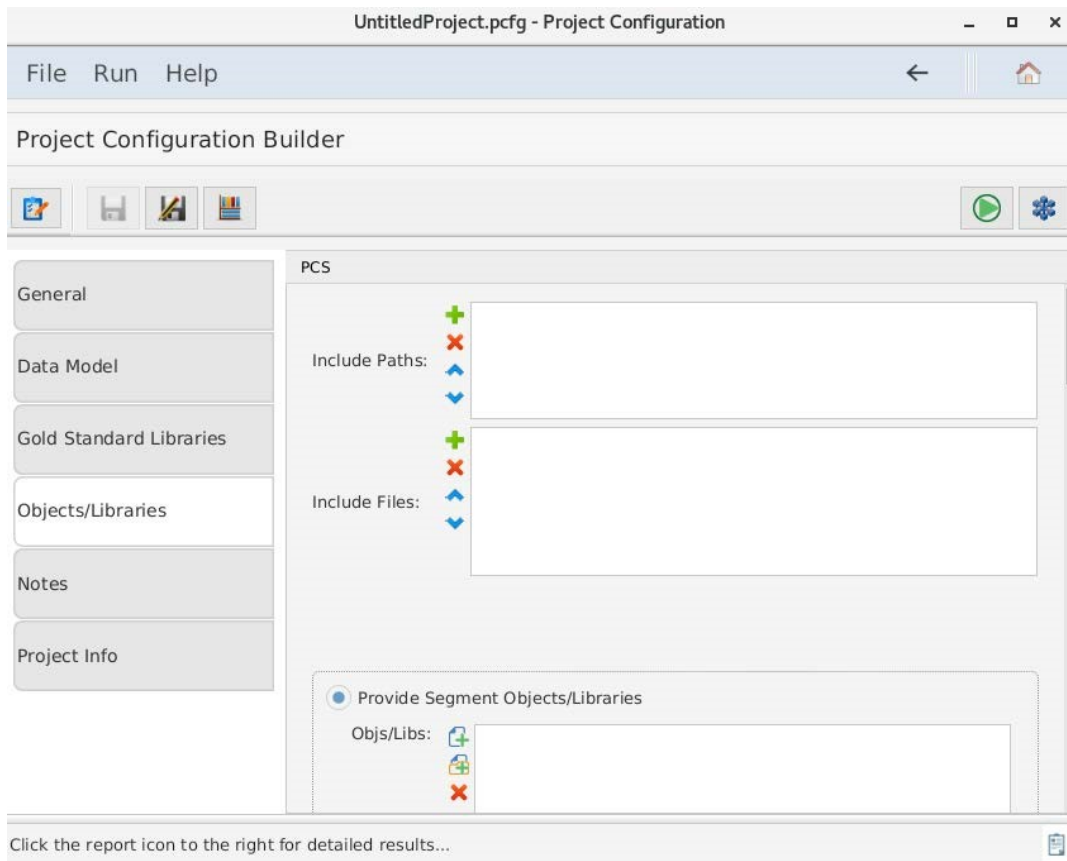 UntitledProject.pcfg - Project Configuration
File Run Help
Project Configuration Builder
PCS
General
Data Model
Gold Standard Libraries
Objects/Libraries
Notes
Project Info
Include Paths:
Include Files:
Provide Segment Objects/Libraries
Objs/Libs:
Click the report icon to the right for detailed results...